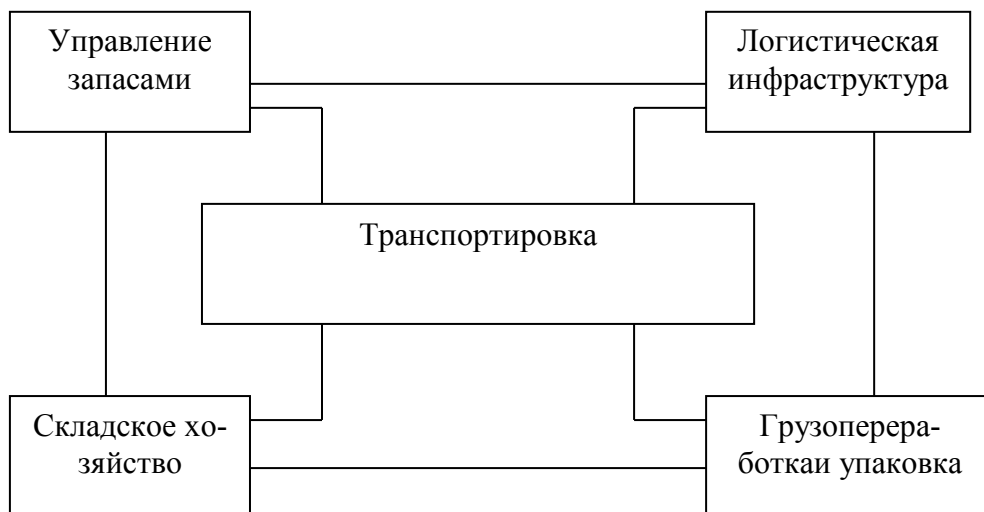 Управление
запасами
Логистическая
инфраструктура
Транспортировка
Складское хо-
зяйство
Грузоперера-
боткаи упаковка